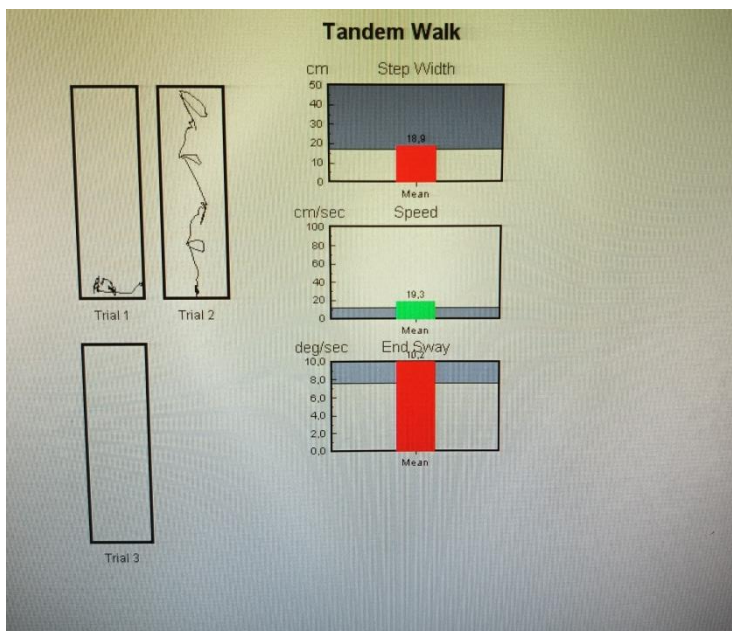 Tandem Walk
cm Step Width
50
40
30
20
10
0
18,9
Mean
cm/sec Speed
100
80
60
40
20
0
19,3
Mean
deg/sec End Sway
10,0
8,0
6,0
4,0
2,0
0,0
10,2
Mean
Trial 1
Trial 2
Trial 3